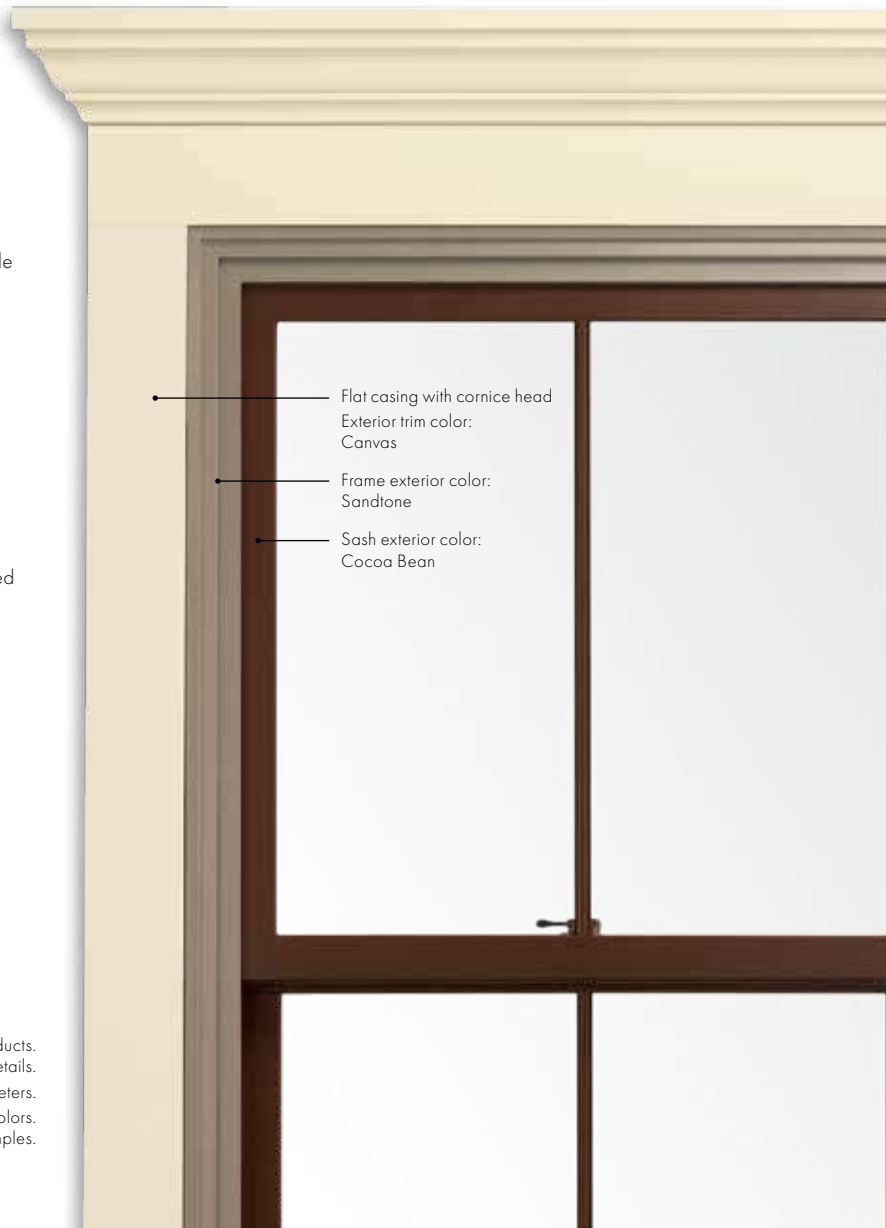 Flat casing with cornice head
Exterior trim color:
Canvas
Frame exterior color:
Sandtone
Sash exterior color:
Cocoa Bean